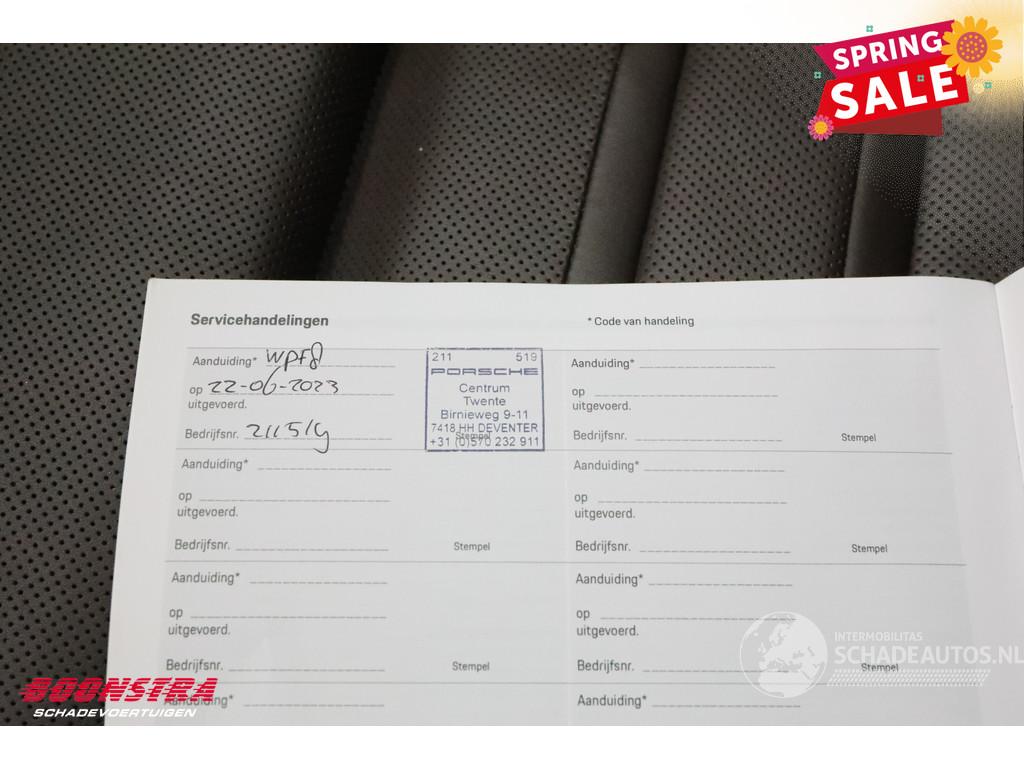 SPRING
SALE
Servicehandelingen
* Code van handeling
Aanduiding* WPF8
op 22-06-2023
uitgevoerd.
Bedrijfsnr. 211519
211 519
PORSCHE
Centrum
Twente
Birnieweg 9-11
7418 HH DEVENTER
+31 (0)570 232 911
Stempel
Aanduiding*
op
uitgevoerd.
Bedrijfsnr.
Stempel
Aanduiding*
op
uitgevoerd.
Bedrijfsnr.
Stempel
Aanduiding*
op
uitgevoerd.
Bedrijfsnr.
Stempel
Aanduiding*
op
uitgevoerd.
Bedrijfsnr.
Stempel
Aanduiding*
op
uitgevoerd.
Bedrijfsnr.
Stempel
Aanduiding*
Aanduiding*
INTERMOBILITAS
SCHADEAUTOS.NL
BOONSTRA
SCHADEVOERTUIGEN